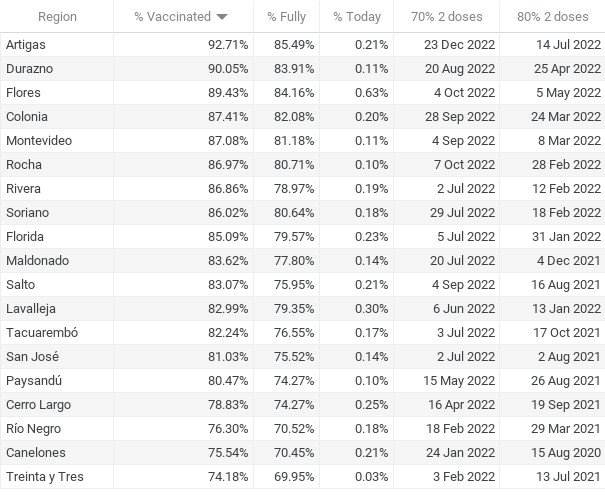 Region % Vaccinated % Fully % Today 70% 2 doses 80% 2 doses
Artigas 92.71% 85.49% 0.21% 23 Dec 2022 14 Jul 2022
Durazno 90.05% 83.91% 0.11% 20 Aug 2022 25 Apr 2022
Flores 89.43% 84.16% 0.63% 4 Oct 2022 5 May 2022
Colonia 87.41% 82.08% 0.20% 28 Sep 2022 24 Mar 2022
Montevideo 87.08% 81.18% 0.11% 4 Sep 2022 8 Mar 2022
Rocha 86.97% 80.71% 0.10% 7 Oct 2022 28 Feb 2022
Rivera 86.86% 78.97% 0.19% 2 Jul 2022 12 Feb 2022
Soriano 86.02% 80.64% 0.18% 29 Jul 2022 18 Feb 2022
Florida 85.09% 79.57% 0.23% 5 Jul 2022 31 Jan 2022
Maldonado 83.62% 77.80% 0.14% 20 Jul 2022 4 Dec 2021
Salto 83.07% 75.95% 0.21% 4 Sep 2022 16 Aug 2021
Lavalleja 82.99% 79.35% 0.30% 6 Jun 2022 13 Jan 2022
Tacuarembó 82.24% 76.55% 0.17% 3 Jul 2022 17 Oct 2021
San José 81.03% 75.52% 0.14% 2 Jul 2022 2 Aug 2021
Paysandú 80.47% 74.27% 0.10% 15 May 2022 26 Aug 2021
Cerro Largo 78.83% 74.27% 0.25% 16 Apr 2022 19 Sep 2021
Río Negro 76.30% 70.52% 0.18% 18 Feb 2022 29 Mar 2021
Canelones 75.54% 70.45% 0.21% 24 Jan 2022 15 Aug 2020
Treinta y Tres 74.18% 69.95% 0.03% 3 Feb 2022 13 Jul 2021